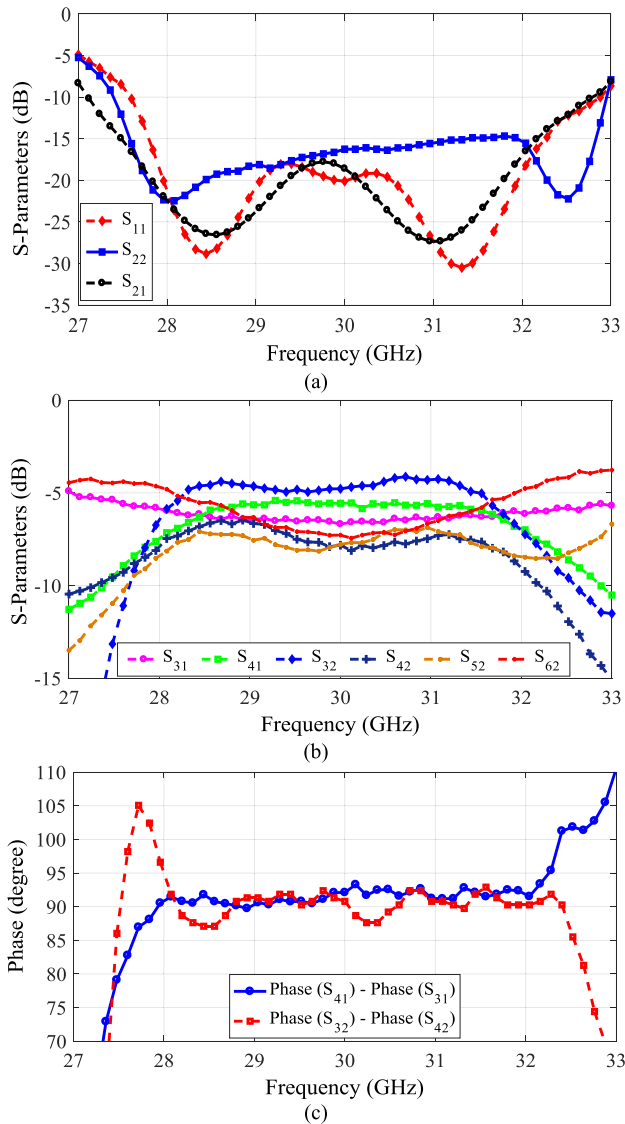 0
-5
-10
-15
-20
-25
-30
-35
S-Parameters (dB)
S11
S22
S21
27 28 29 30 31 32 33
Frequency (GHz)
(a)
0
-5
-10
-15
S-Parameters (dB)
S31 S41 S32 S42 S52 S62
27 28 29 30 31 32 33
Frequency (GHz)
(b)
110
105
100
95
90
85
80
75
70
Phase (degree)
Phase (S41) - Phase (S31)
Phase (S32) - Phase (S42)
27 28 29 30 31 32 33
Frequency (GHz)
(c)